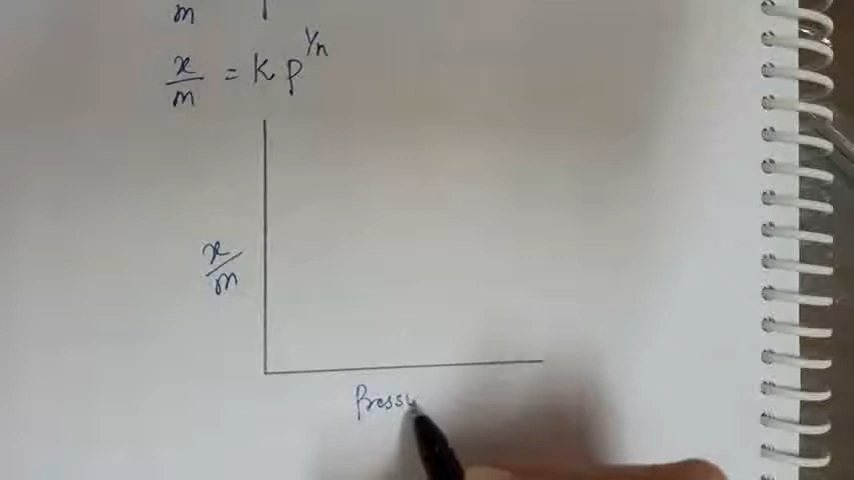 m
x/m = K p^1/n
x/m
Pressu